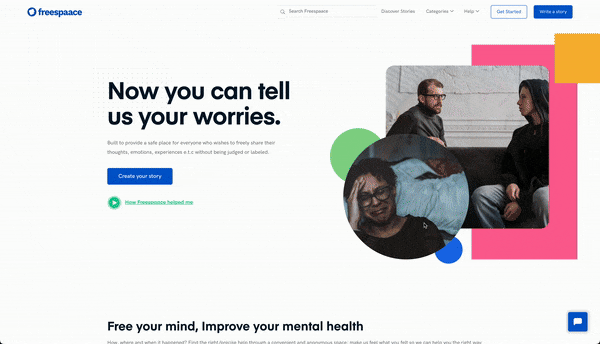 freespaace
Search Freespaace
Discover Stories
Categories
Help
Get Started
Write a story
Now you can tell
us your worries.
Built to provide a safe place for everyone who wishes to freely share their
thoughts, emotions, experiences e.t.c without being judged or labeled.
Create your story
How Freespaace helped me
Free your mind, Improve your mental health
How, where and when it happened? Find the right/precise help through a convenient and anonymous space; make us feel what you felt so we can help you the right way